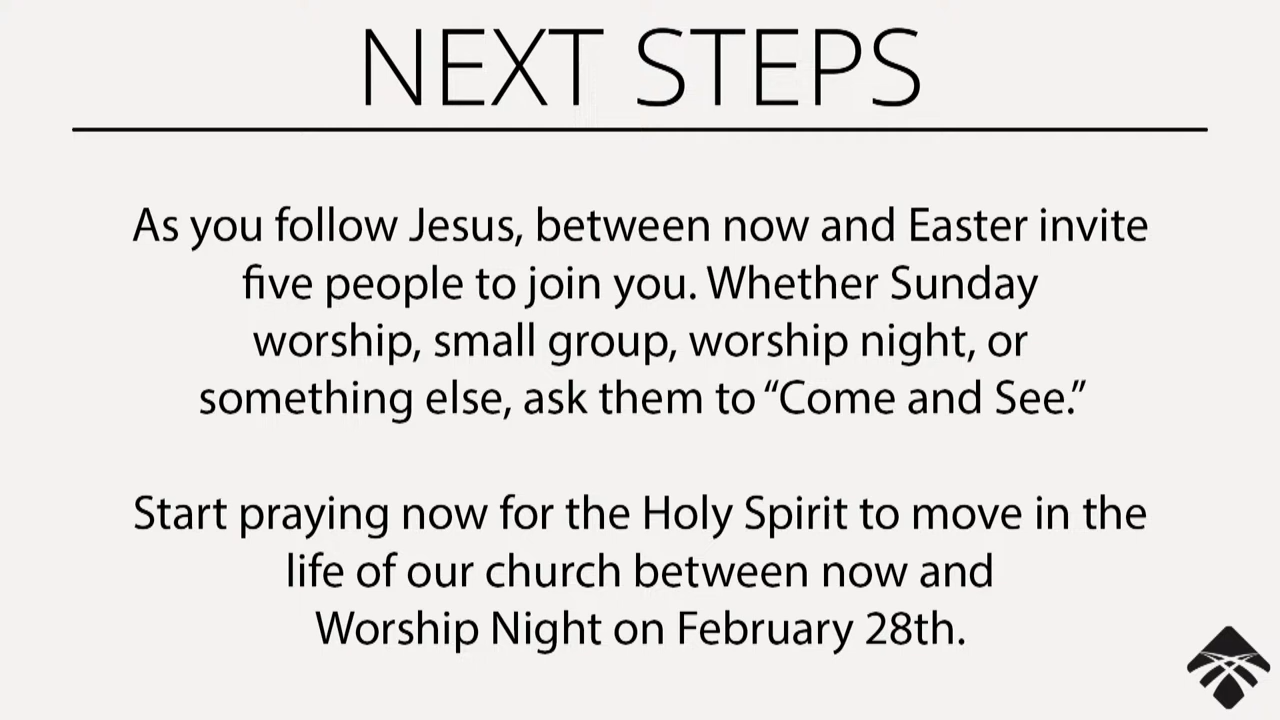 NEXT STEPS
As you follow Jesus, between now and Easter invite
five people to join you. Whether Sunday
worship, small group, worship night, or
something else, ask them to “Come and See.”
Start praying now for the Holy Spirit to move in the
life of our church between now and
Worship Night on February 28th.